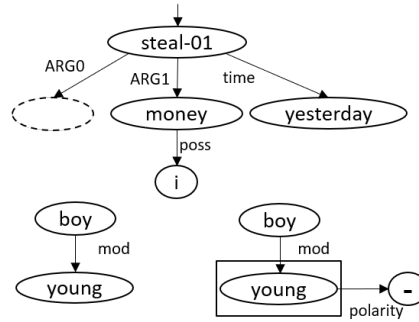 steal-01
ARG0 ARG1 time
money yesterday
poss
i
boy boy
mod mod
young young -
polarity